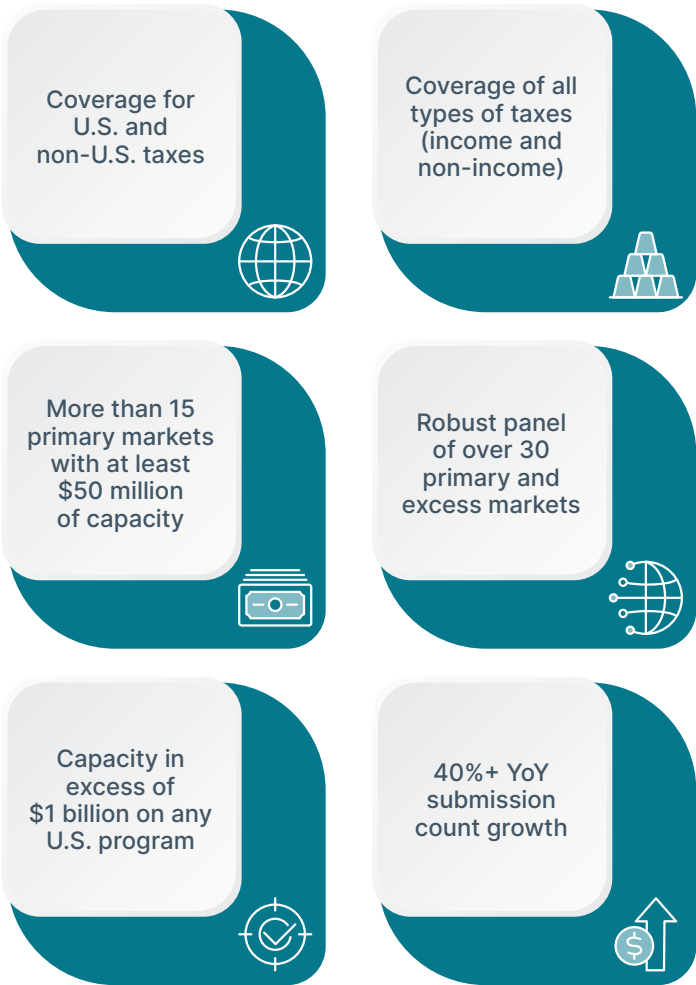 Coverage for
U.S. and
non-U.S. taxes
Coverage of all
types of taxes
(income and
non-income)
More than 15
primary markets
with at least
$50 million
of capacity
Robust panel
of over 30
primary and
excess markets
Capacity in
excess of
$1 billion on any
U.S. program
40%+ YoY
submission
count growth
$